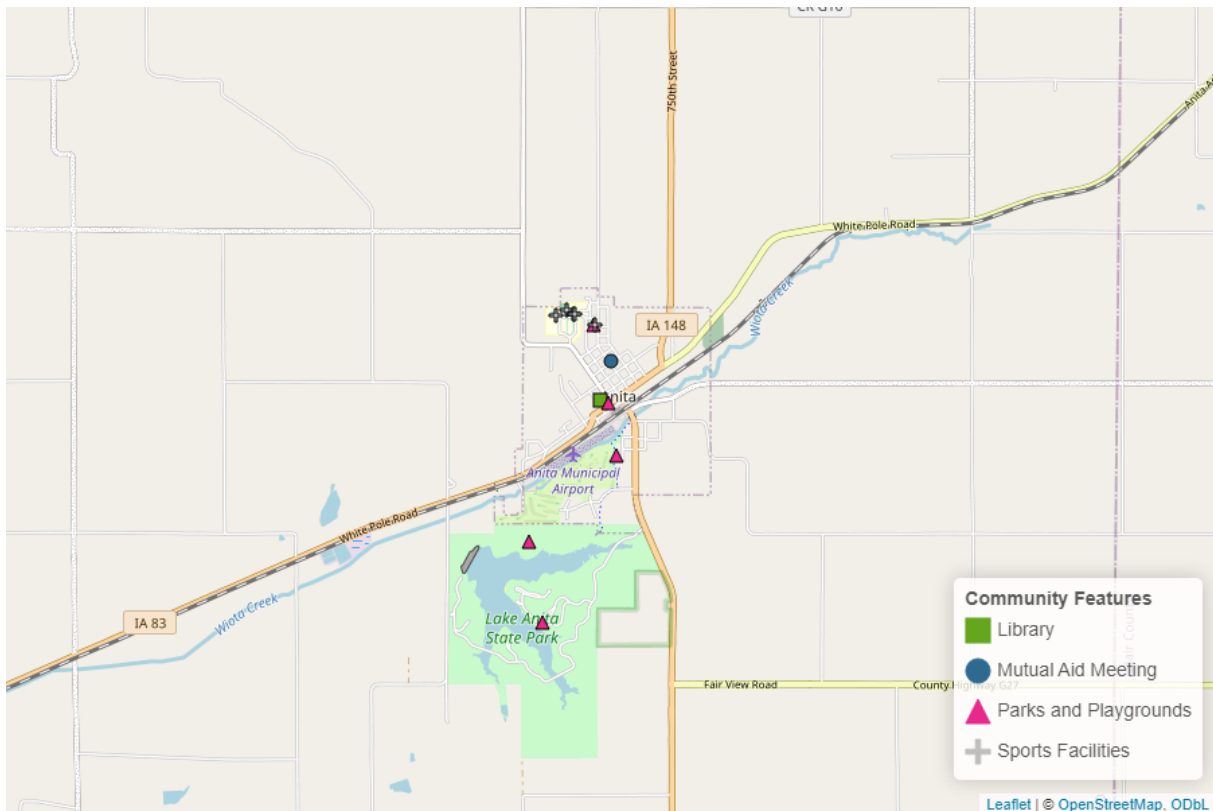 750th Street
Anita
White Pole Road
Wiota Creek
IA 148
Anita
Anita Municipal
Airport
White Pole Road
Wiota Creek
IA 83
Lake Anita
State Park
Fair View Road
County Highway G27
Community Features
Library
Mutual Aid Meeting
Parks and Playgrounds
Sports Facilities
Leaflet | © OpenStreetMap, ODbL